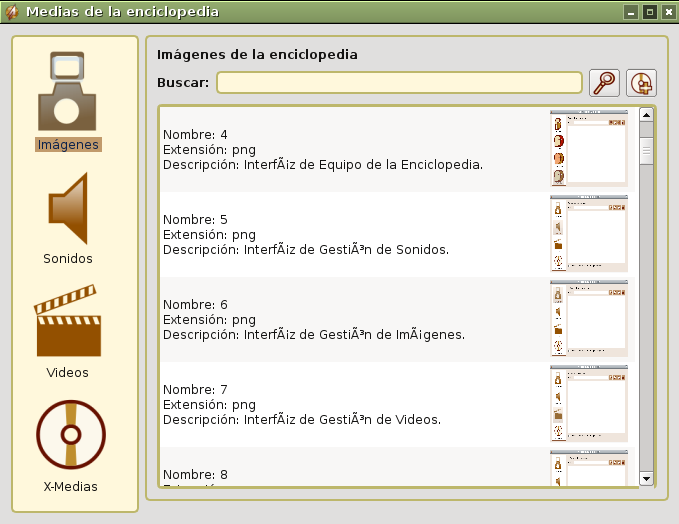 Medias de la enciclopedia
Imágenes
Sonidos
Videos
X-Medias
Imágenes de la enciclopedia
Buscar:
Nombre: 4
Extensión: png
Descripción: InterfÃiz de Equipo de la Enciclopedia.
Nombre: 5
Extensión: png
Descripción: InterfÃiz de GestiÃ³n de Sonidos.
Nombre: 6
Extensión: png
Descripción: InterfÃiz de GestiÃ³n de ImÃ¡genes.
Nombre: 7
Extensión: png
Descripción: InterfÃiz de GestiÃ³n de Videos.
Nombre: 8